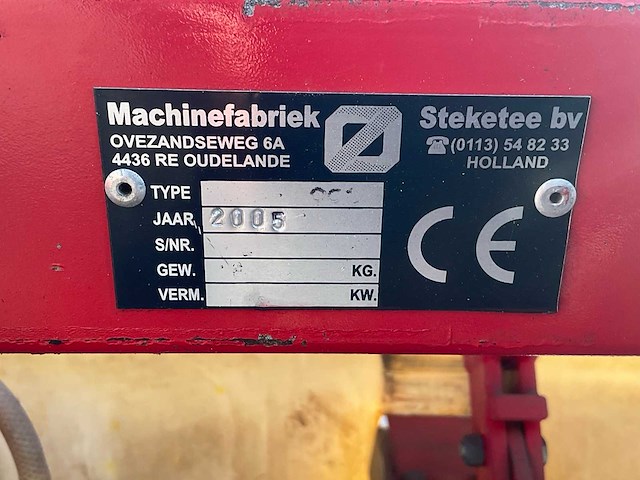 Machinefabriek Steketee bv
OVEZANDSEWEG 6A
4436 RE OUDELANDE
☎(0113) 54 82 33
HOLLAND
TYPE
JAAR. 2005
S/NR.
GEW. KG.
VERM. KW.
CE